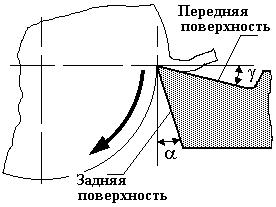 Передняя
поверхность
γ
α
Задняя
поверхность